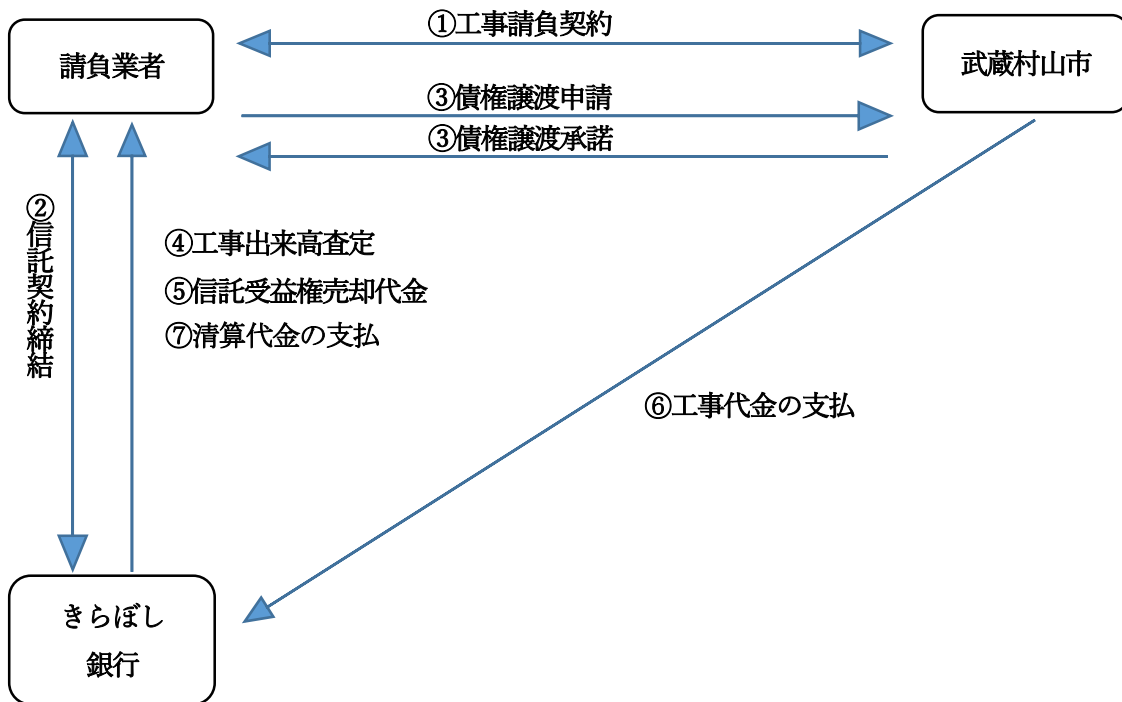 ①工事請負契約
請負業者
武蔵村山市
③債権譲渡申請
③債権譲渡承諾
②信託契約締結
④工事出来高査定
⑤信託受益権売却代金
⑦清算代金の支払
⑥工事代金の支払
きらぼし
銀行